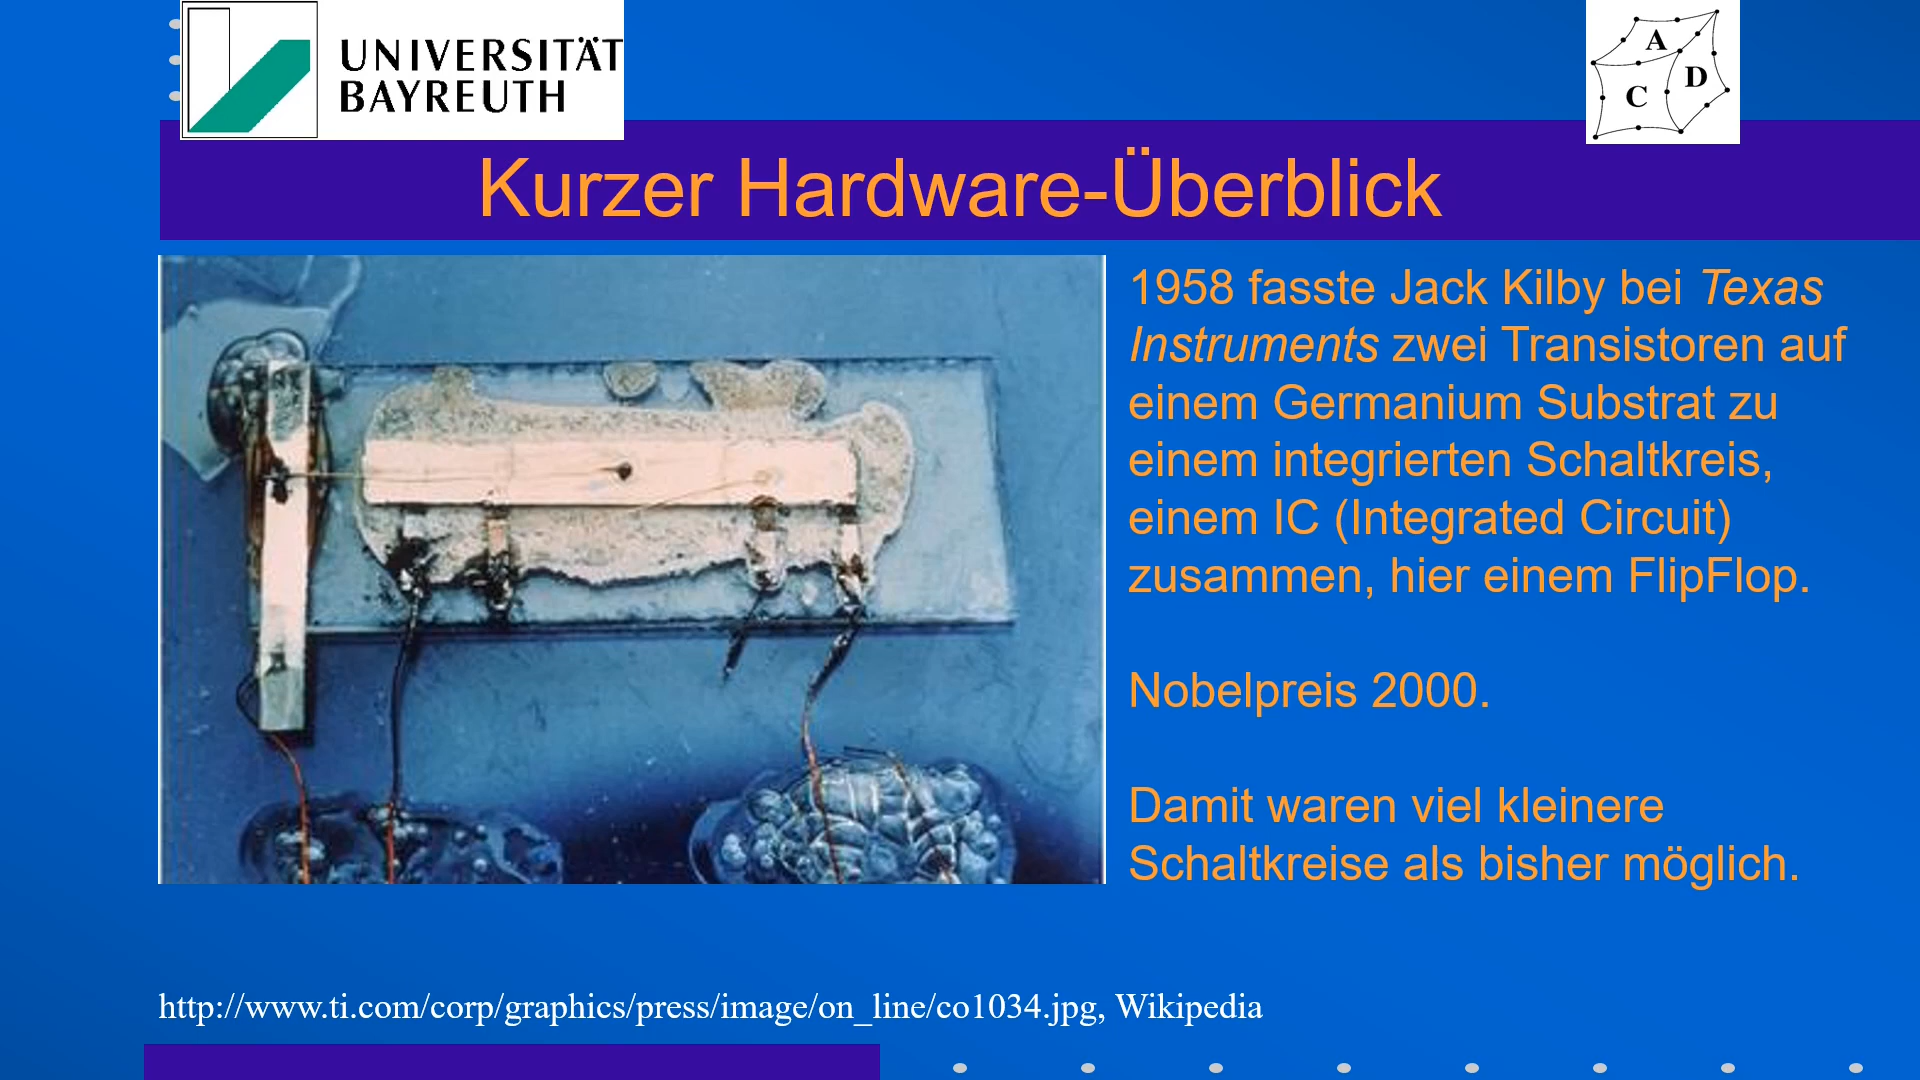 UNIVERSITÄT
BAYREUTH
A
D
C
Kurzer Hardware-Überblick
1958 fasste Jack Kilby bei Texas
Instruments zwei Transistoren auf
einem Germanium Substrat zu
einem integrierten Schaltkreis,
einem IC (Integrated Circuit)
zusammen, hier einem FlipFlop.
Nobelpreis 2000.
Damit waren viel kleinere
Schaltkreise als bisher möglich.
http://www.ti.com/corp/graphics/press/image/on_line/co1034.jpg, Wikipedia